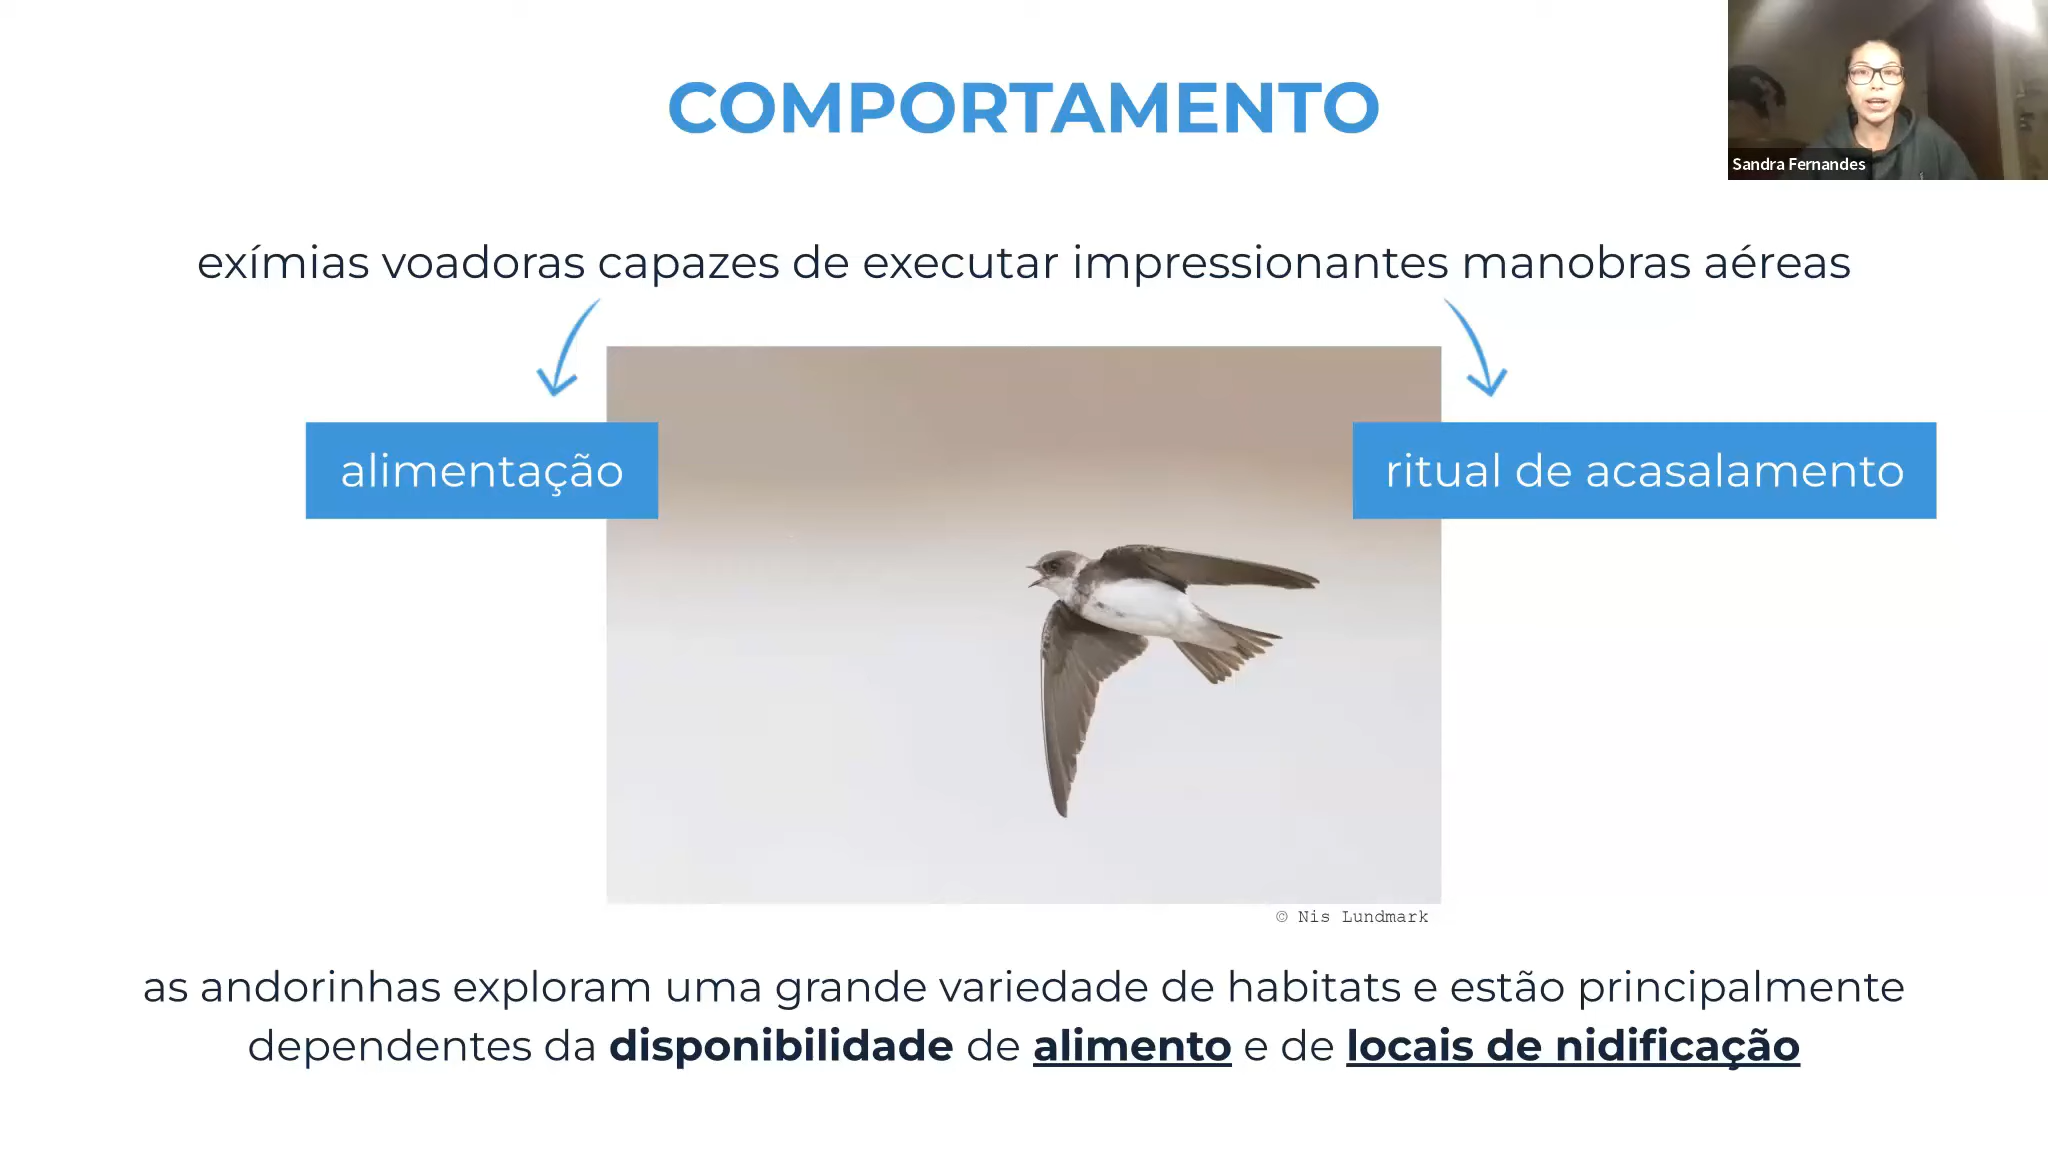 COMPORTAMENTO
Sandra Fernandes
exímias voadoras capazes de executar impressionantes manobras aéreas
alimentação
ritual de acasalamento
© Nis Lundmark
as andorinhas exploram uma grande variedade de habitats e estão principalmente
dependentes da disponibilidade de alimento e de locais de nidificação